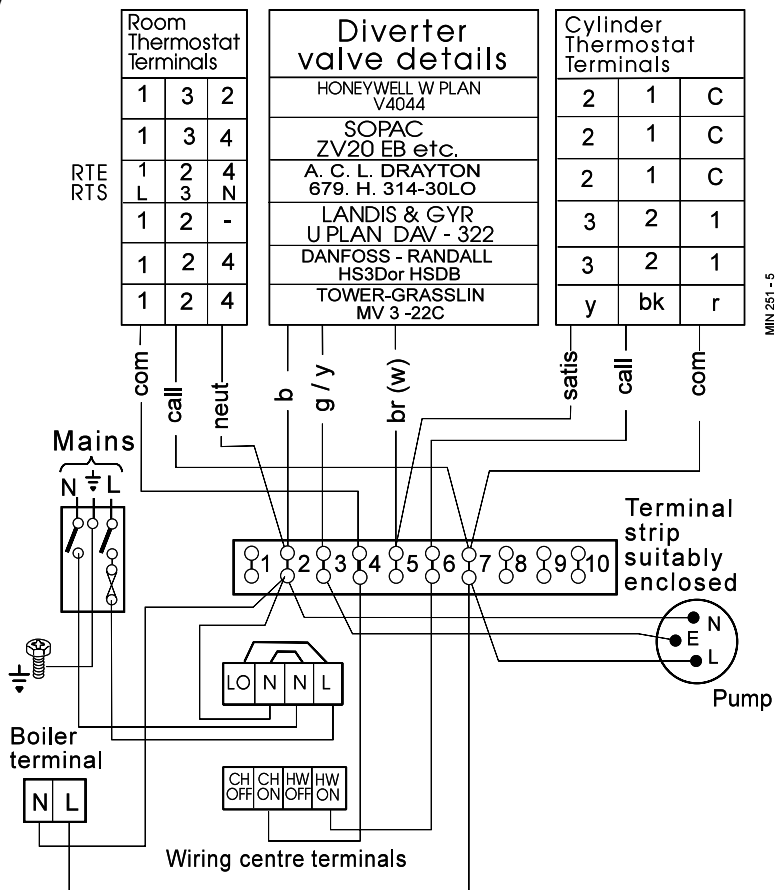 Room
Thermostat
Terminals
1 3 2
1 3 4
RTE 1 2 4
RTS L 3 N
1 2 -
1 2 4
1 2 4
Diverter
valve details
HONEYWELL W PLAN
V4044
SOPAC
ZV20 EB etc.
A. C. L. DRAYTON
679. H. 314-30LO
LANDIS & GYR
U PLAN DAV - 322
DANFOSS - RANDALL
HS3Dor HSDB
TOWER-GRASSLIN
MV 3 -22C
Cylinder
Thermostat
Terminals
2 1 C
2 1 C
2 1 C
3 2 1
3 2 1
y bk r
MIN 251 - 5
com
call
neut
b
g / y
br (w)
satis
call
com
Mains
N L
1 2 3 4 5 6 7 8 9 10
Terminal
strip
suitably
enclosed
N
E
L
Pump
LO N N L
Boiler
terminal
N L
CH CH HW HW
OFF ON OFF ON
Wiring centre terminals